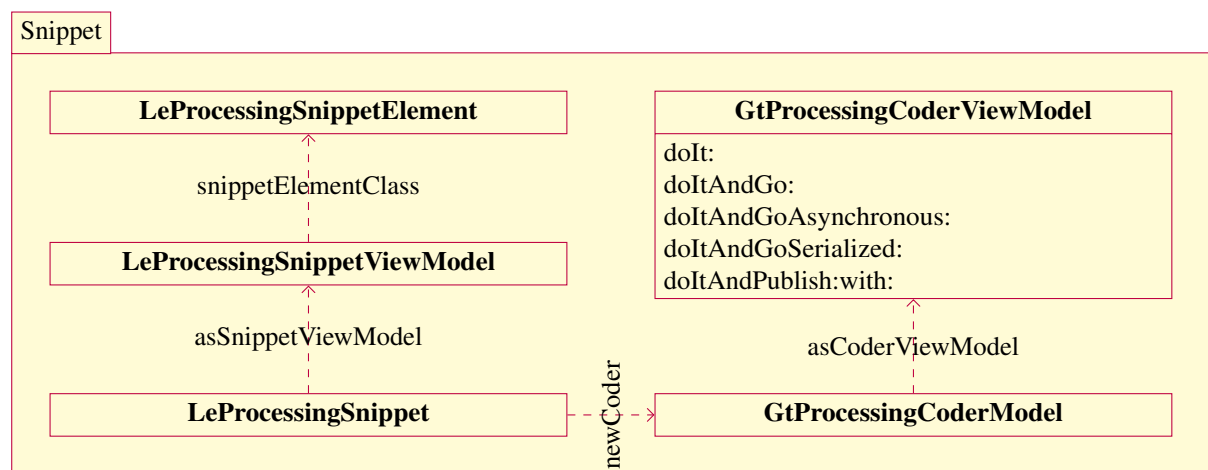 Snippet
LeProcessingSnippetElement
snippetElementClass
LeProcessingSnippetViewModel
asSnippetViewModel
LeProcessingSnippet
newCoder
GtProcessingCoderViewModel
doIt:
doItAndGo:
doItAndGoAsynchronous:
doItAndGoSerialized:
doItAndPublish:with:
asCoderViewModel
GtProcessingCoderModel